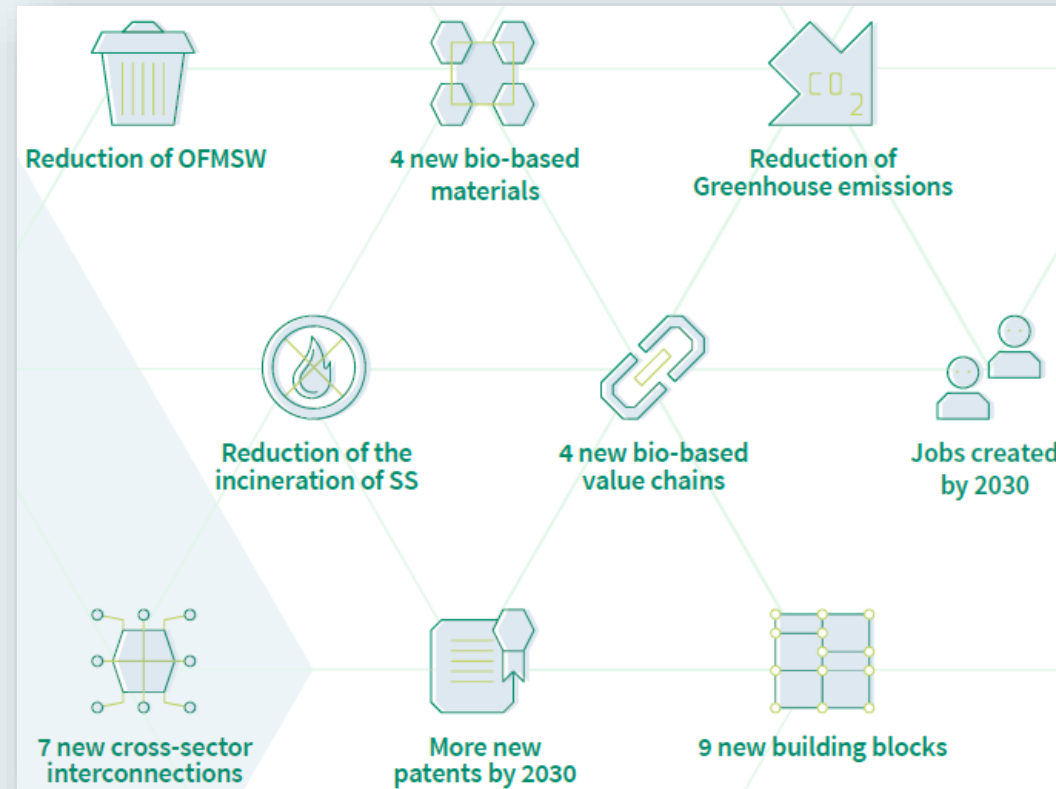 CO2
Reduction of OFMSW
4 new bio-based
materials
Reduction of
Greenhouse emissions
Reduction of the
incineration of SS
4 new bio-based
value chains
Jobs created
by 2030
7 new cross-sector
interconnections
More new
patents by 2030
9 new building blocks